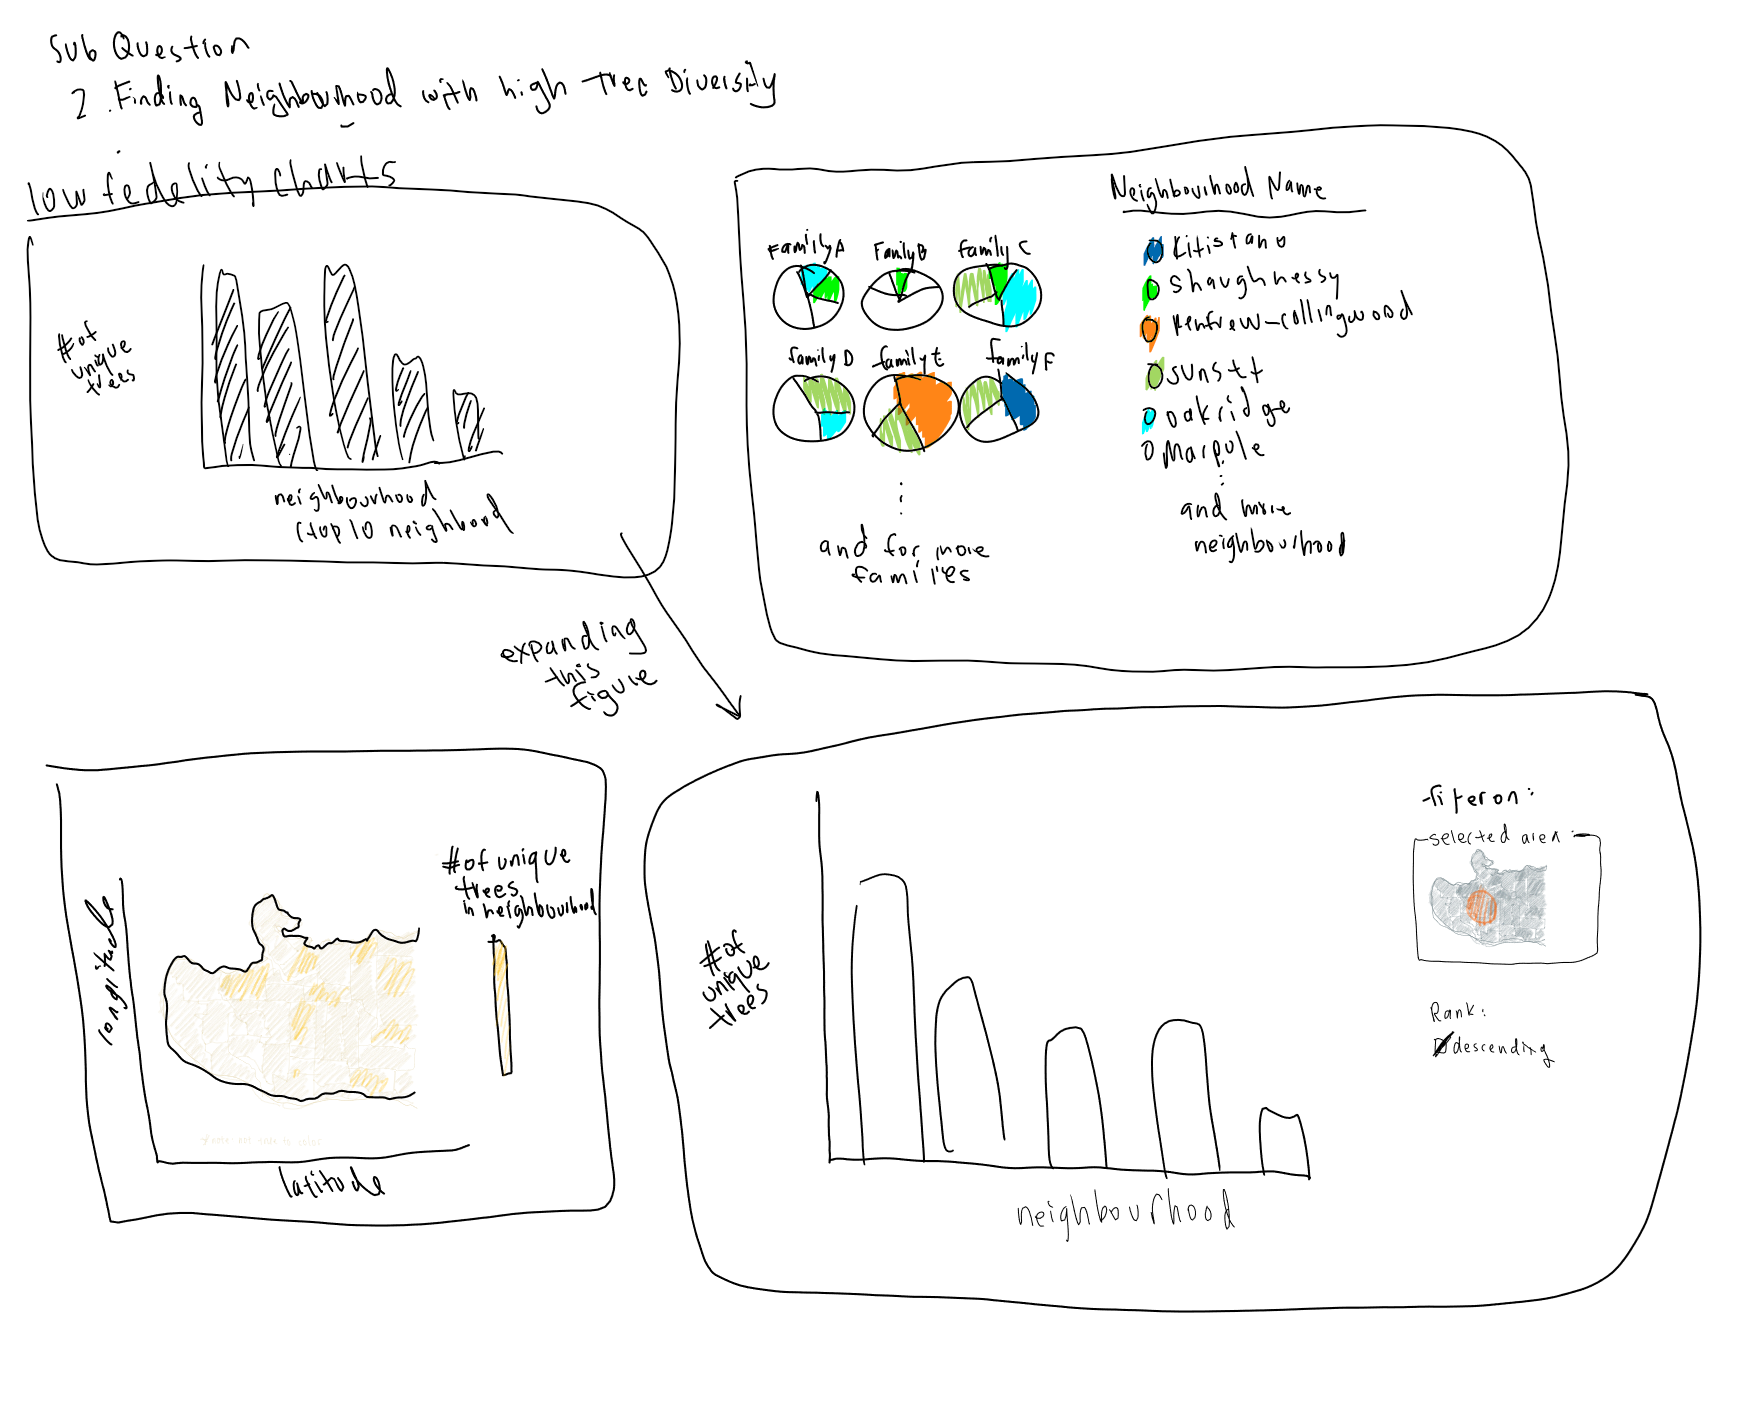 Sub Question
2. Finding Neighbourhood with high Tree Diversity
low fedelity charts
# of
unique
trees
neighbourhood
(top 10 neighbood
Neighbourhood Name
Family A
Family B
family C
family D
family E
family F
Kitistano
Shaughnessy
Renfrew-collingwood
sunset
oakridge
Marpole
and more
neighbourhood
and for more
families
expanding
this
figure
# of unique
trees
in neighbourhood
longlitude
latitude
# of
unique
trees
neighbourhood
filter on:
selected area:
Rank:
descending